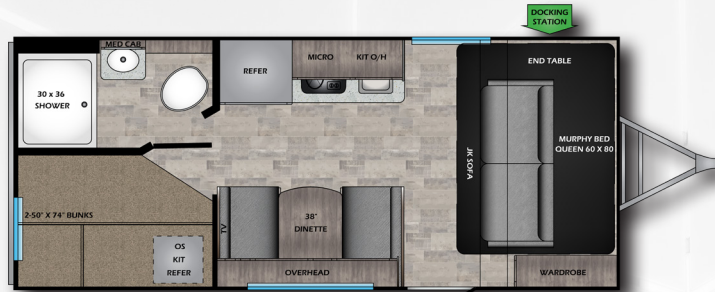 DOCKING
STATION
MED CAB
REFER
MICRO
KIT O/H
END TABLE
30 x 36
SHOWER
JK SOFA
MURPHY BED
QUEEN 60 X 80
2-50" X 74" BUNKS
TV
38"
DINETTE
OS
KIT
REFER
OVERHEAD
WARDROBE